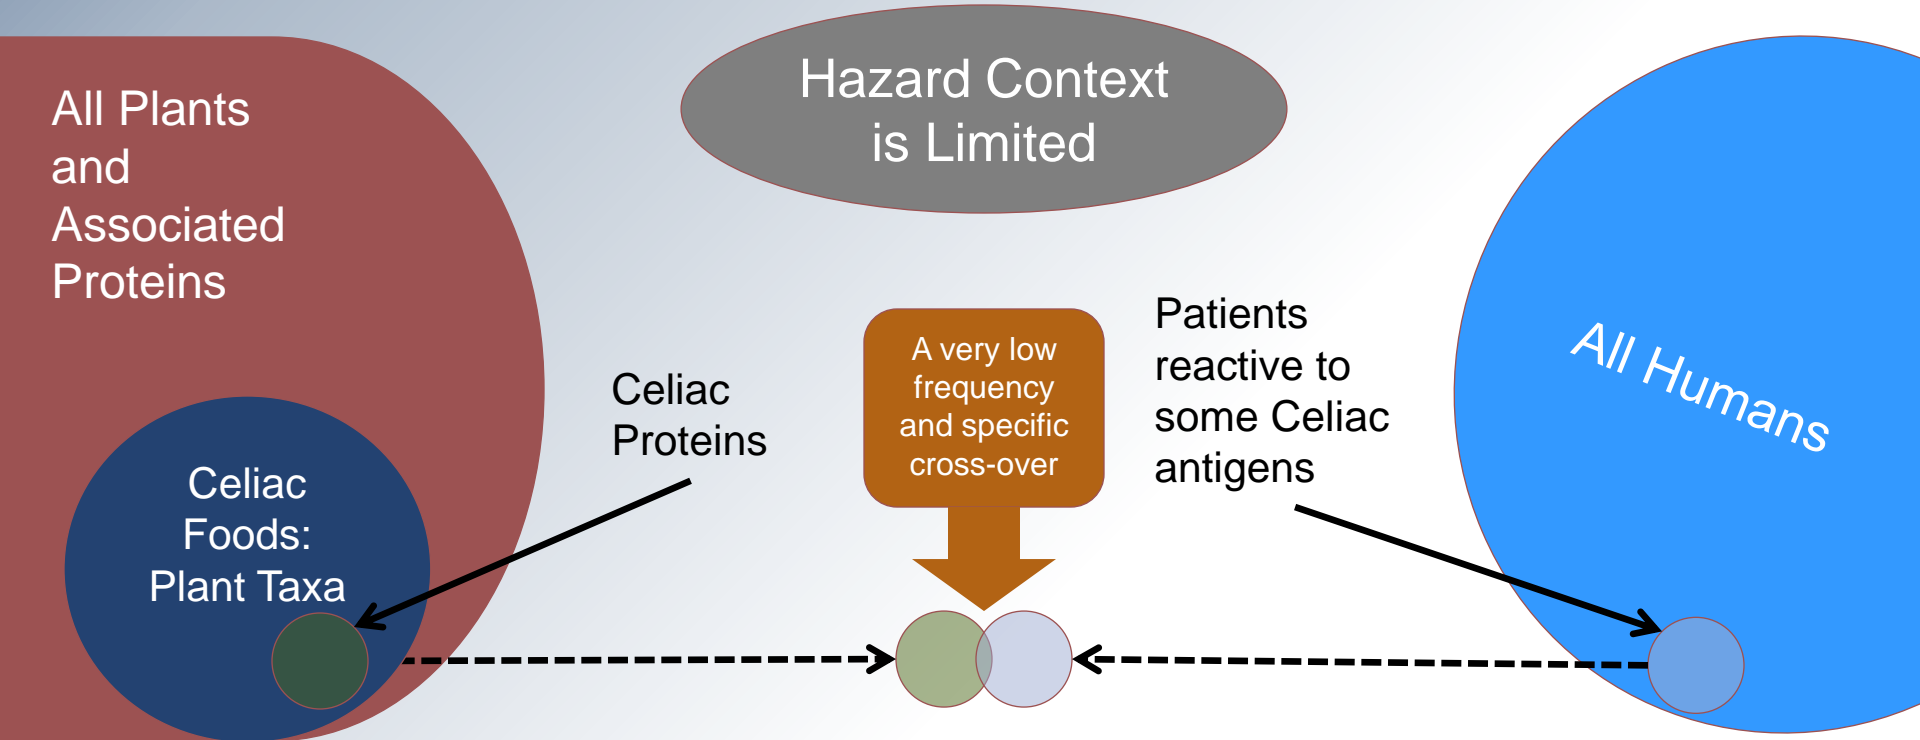 Hazard Context
is Limited
All Plants
and
Associated
Proteins
Celiac
Foods:
Plant Taxa
Celiac
Proteins
A very low
frequency
and specific
cross-over
Patients
reactive to
some Celiac
antigens
All Humans